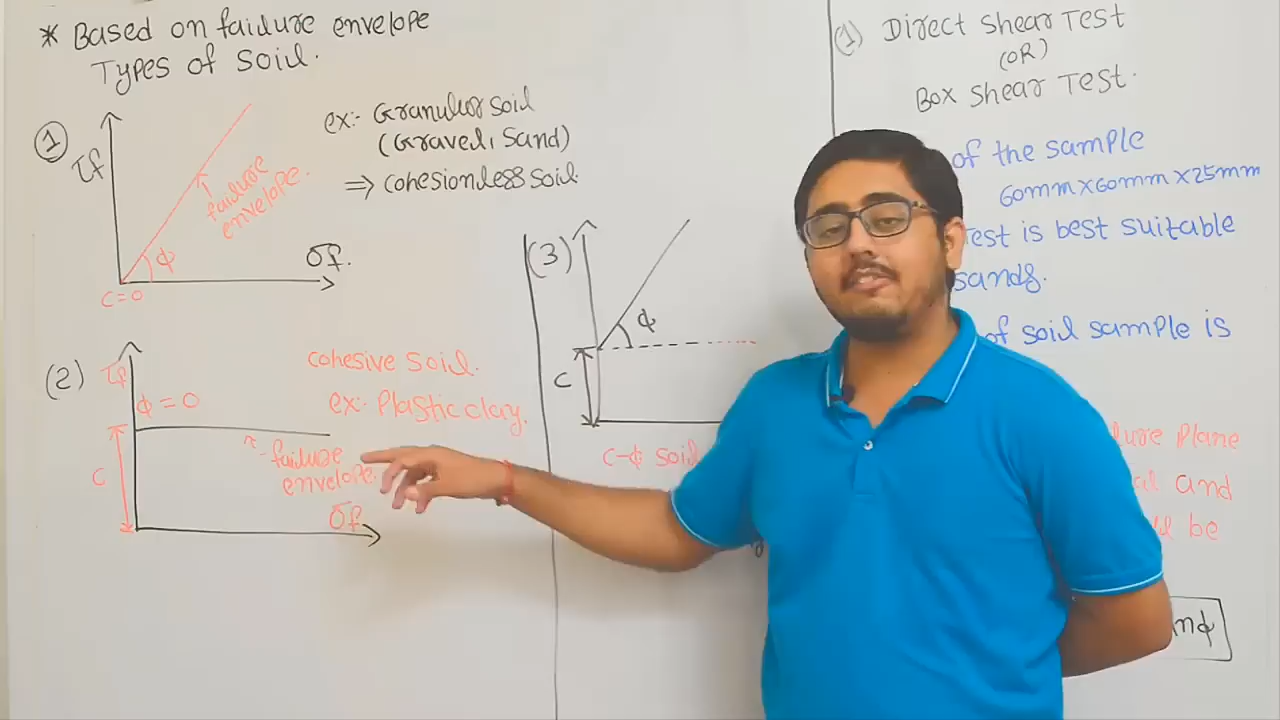 * Based on failure envelope
Types of soil.
(1)
τf
failure
envelope.
ϕ
C=0
σf.
ex:- Granular soil
(Gravel, Sand)
⇒ cohesionless soil.
(2)
τf
ϕ = 0
C
failure
envelope.
σf
cohesive soil.
ex:- Plastic clay.
(3)
ϕ
C
C-ϕ soil
(1) Direct Shear Test
(OR)
Box Shear Test.
of the sample
60mm×60mm×25mm
Test is best suitable
sands.
of soil sample is
Plane
and
be
nϕ